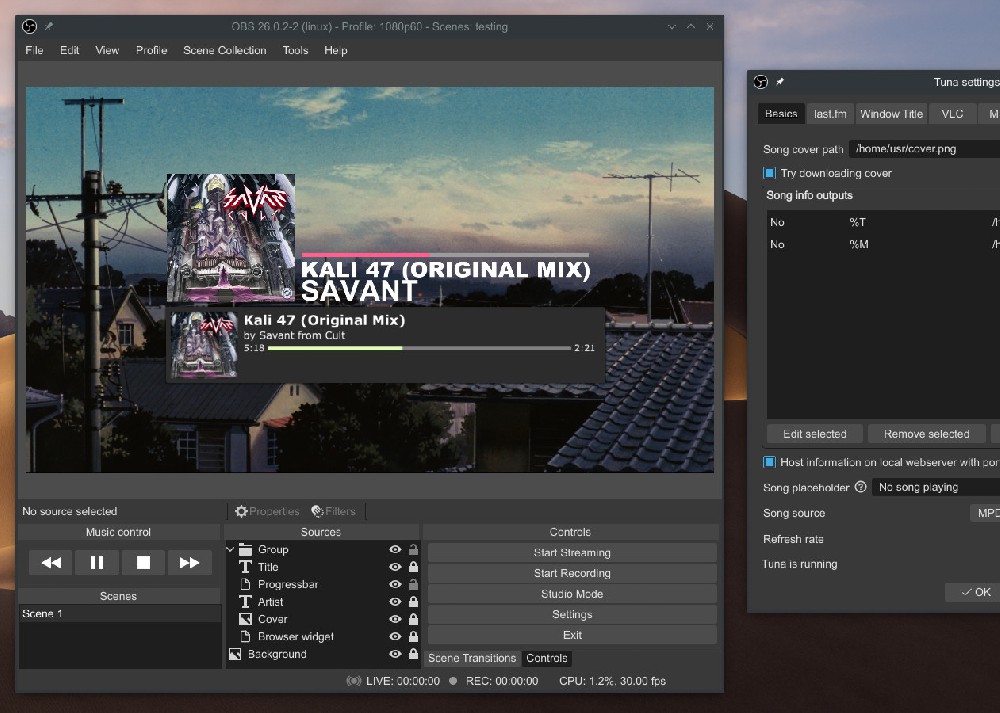 OBS 26.0.2-2 (linux) - Profile: 1080p60 - Scenes: testing
File Edit View Profile Scene Collection Tools Help
SAVANT
CULT
KALI 47 (ORIGINAL MIX)
SAVANT
Kali 47 (Original Mix)
by Savant from Cult
5:18 2:21
No source selected
Properties Filters
Music control
Scenes
Scene 1
Sources
Group
Title
Progressbar
Artist
Cover
Browser widget
Background
Controls
Start Streaming
Start Recording
Studio Mode
Settings
Exit
Scene Transitions Controls
LIVE: 00:00:00 REC: 00:00:00 CPU: 1.2%, 30.00 fps
Tuna settings
Basics last.fm Window Title VLC M
Song cover path /home/usr/cover.png
Try downloading cover
Song info outputs
No %T /h
No %M /h
Edit selected Remove selected
Host information on local webserver with por
Song placeholder No song playing
Song source MPD
Refresh rate
Tuna is running
OK